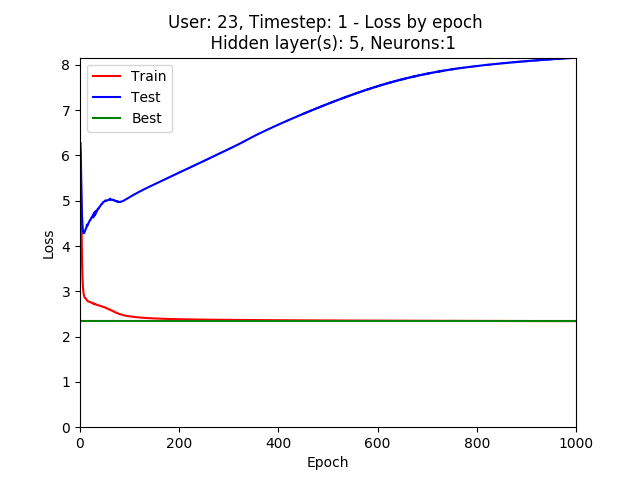 User: 23, Timestep: 1 - Loss by epoch
Hidden layer(s): 5, Neurons:1
Train
Test
Best
8
7
6
5
4
3
2
1
0
Loss
0 200 400 600 800 1000
Epoch